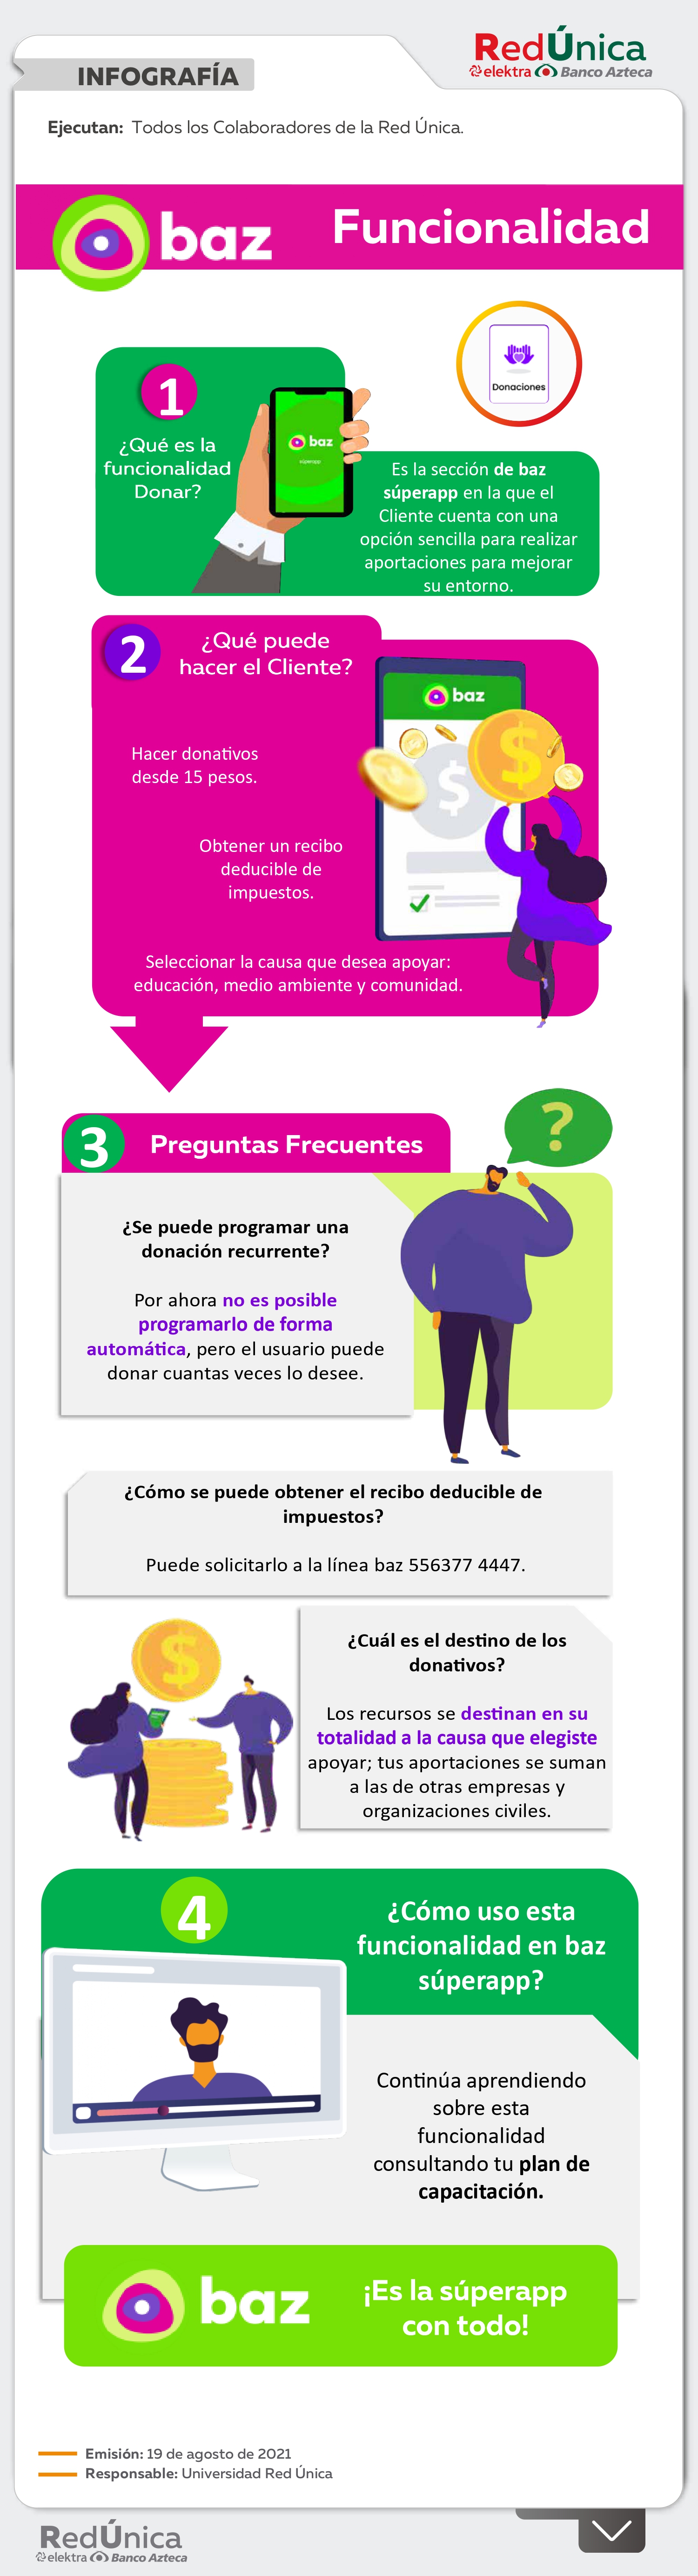 RedÚnica
elektra Banco Azteca
INFOGRAFÍA
Ejecutan: Todos los Colaboradores de la Red Única.
baz
Funcionalidad
Donaciones
1
¿Qué es la
funcionalidad
Donar?
baz
súperapp
Es la sección de baz
súperapp en la que el
Cliente cuenta con una
opción sencilla para realizar
aportaciones para mejorar
su entorno.
2
¿Qué puede
hacer el Cliente?
baz
$
$
Hacer donativos
desde 15 pesos.
Obtener un recibo
deducible de
impuestos.
Seleccionar la causa que desea apoyar:
educación, medio ambiente y comunidad.
?
3
Preguntas Frecuentes
¿Se puede programar una
donación recurrente?
Por ahora no es posible
programarlo de forma
automática, pero el usuario puede
donar cuantas veces lo desee.
¿Cómo se puede obtener el recibo deducible de
impuestos?
Puede solicitarlo a la línea baz 556377 4447.
$
¿Cuál es el destino de los
donativos?
Los recursos se destinan en su
totalidad a la causa que elegiste
apoyar; tus aportaciones se suman
a las de otras empresas y
organizaciones civiles.
4
¿Cómo uso esta
funcionalidad en baz
súperapp?
Continúa aprendiendo
sobre esta
funcionalidad
consultando tu plan de
capacitación.
baz
¡Es la súperapp
con todo!
Emisión: 19 de agosto de 2021
Responsable: Universidad Red Única
RedÚnica
elektra Banco Azteca